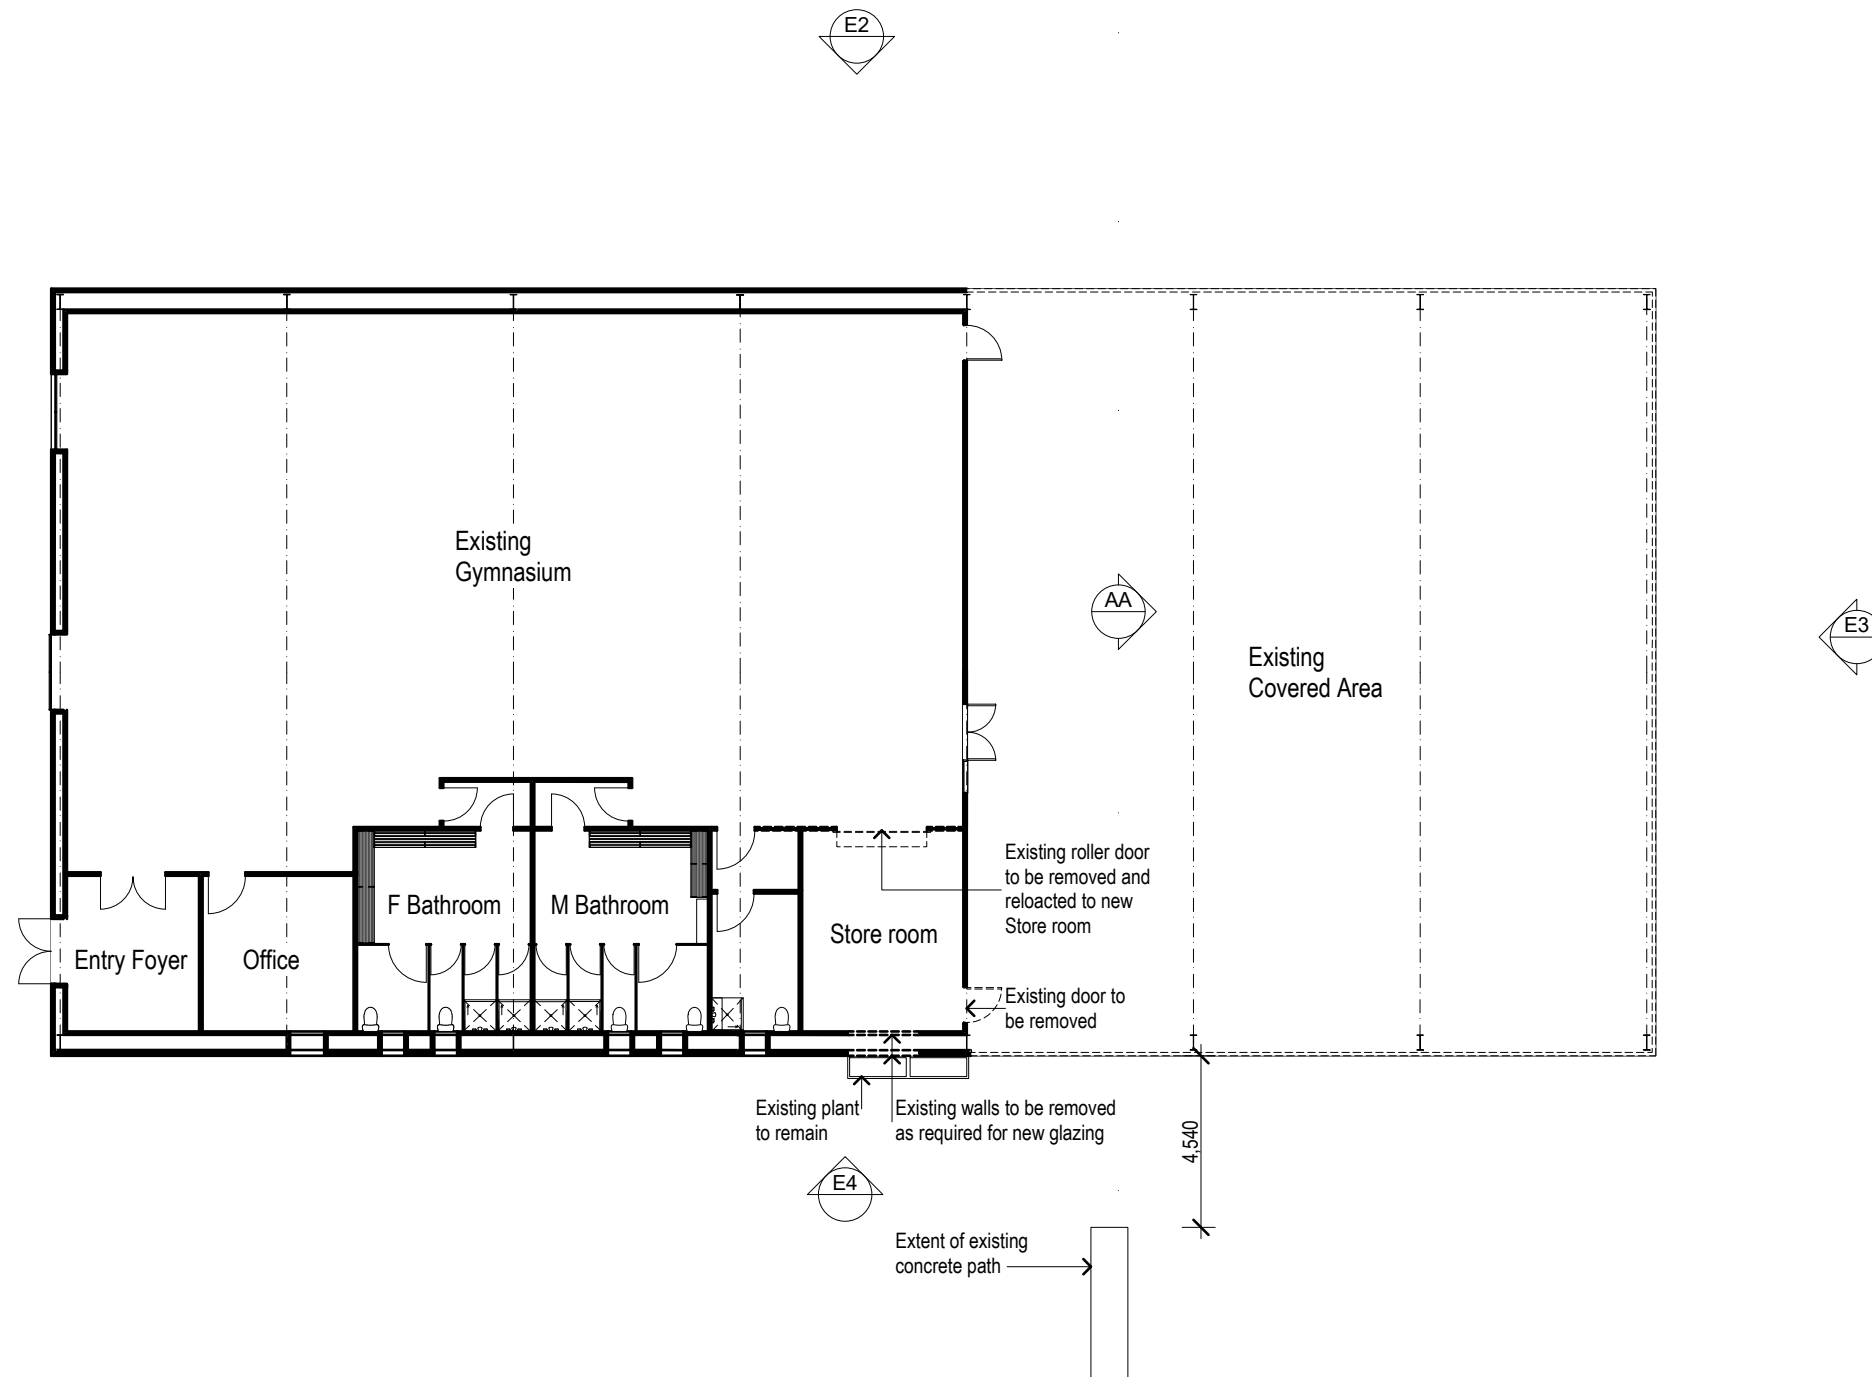 E2
Existing
Gymnasium
AA
E3
Existing
Covered Area
Existing roller door
to be removed and
reloacted to new
Store room
F Bathroom
M Bathroom
Store room
Entry Foyer
Office
Existing door to
be removed
Existing plant
to remain
Existing walls to be removed
as required for new glazing
4,540
E4
Extent of existing
concrete path